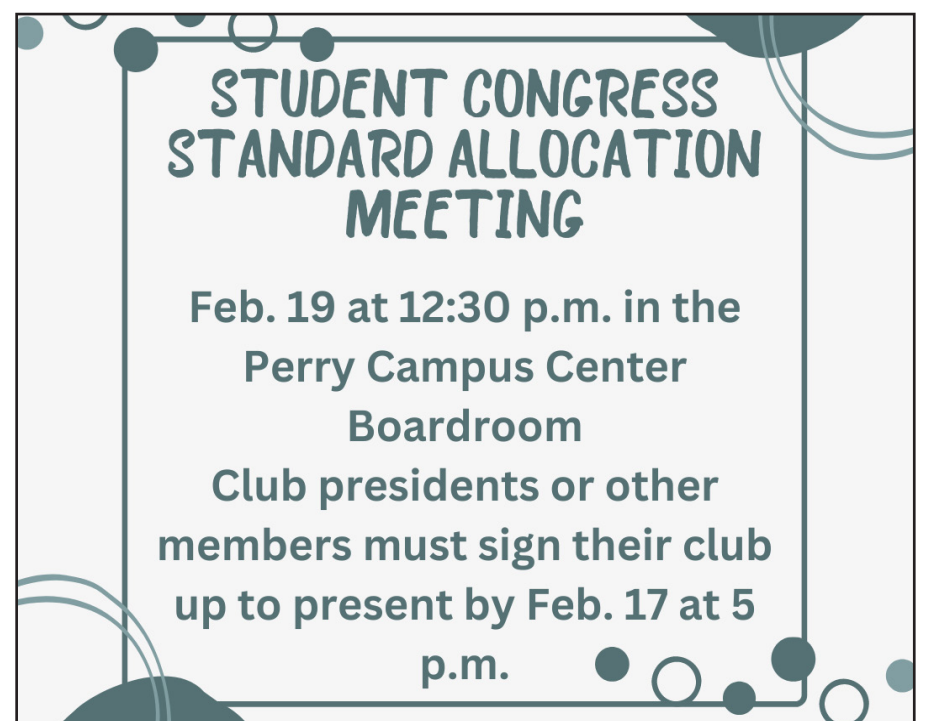 STUDENT CONGRESS
STANDARD ALLOCATION
MEETING
Feb. 19 at 12:30 p.m. in the
Perry Campus Center
Boardroom
Club presidents or other
members must sign their club
up to present by Feb. 17 at 5
p.m.